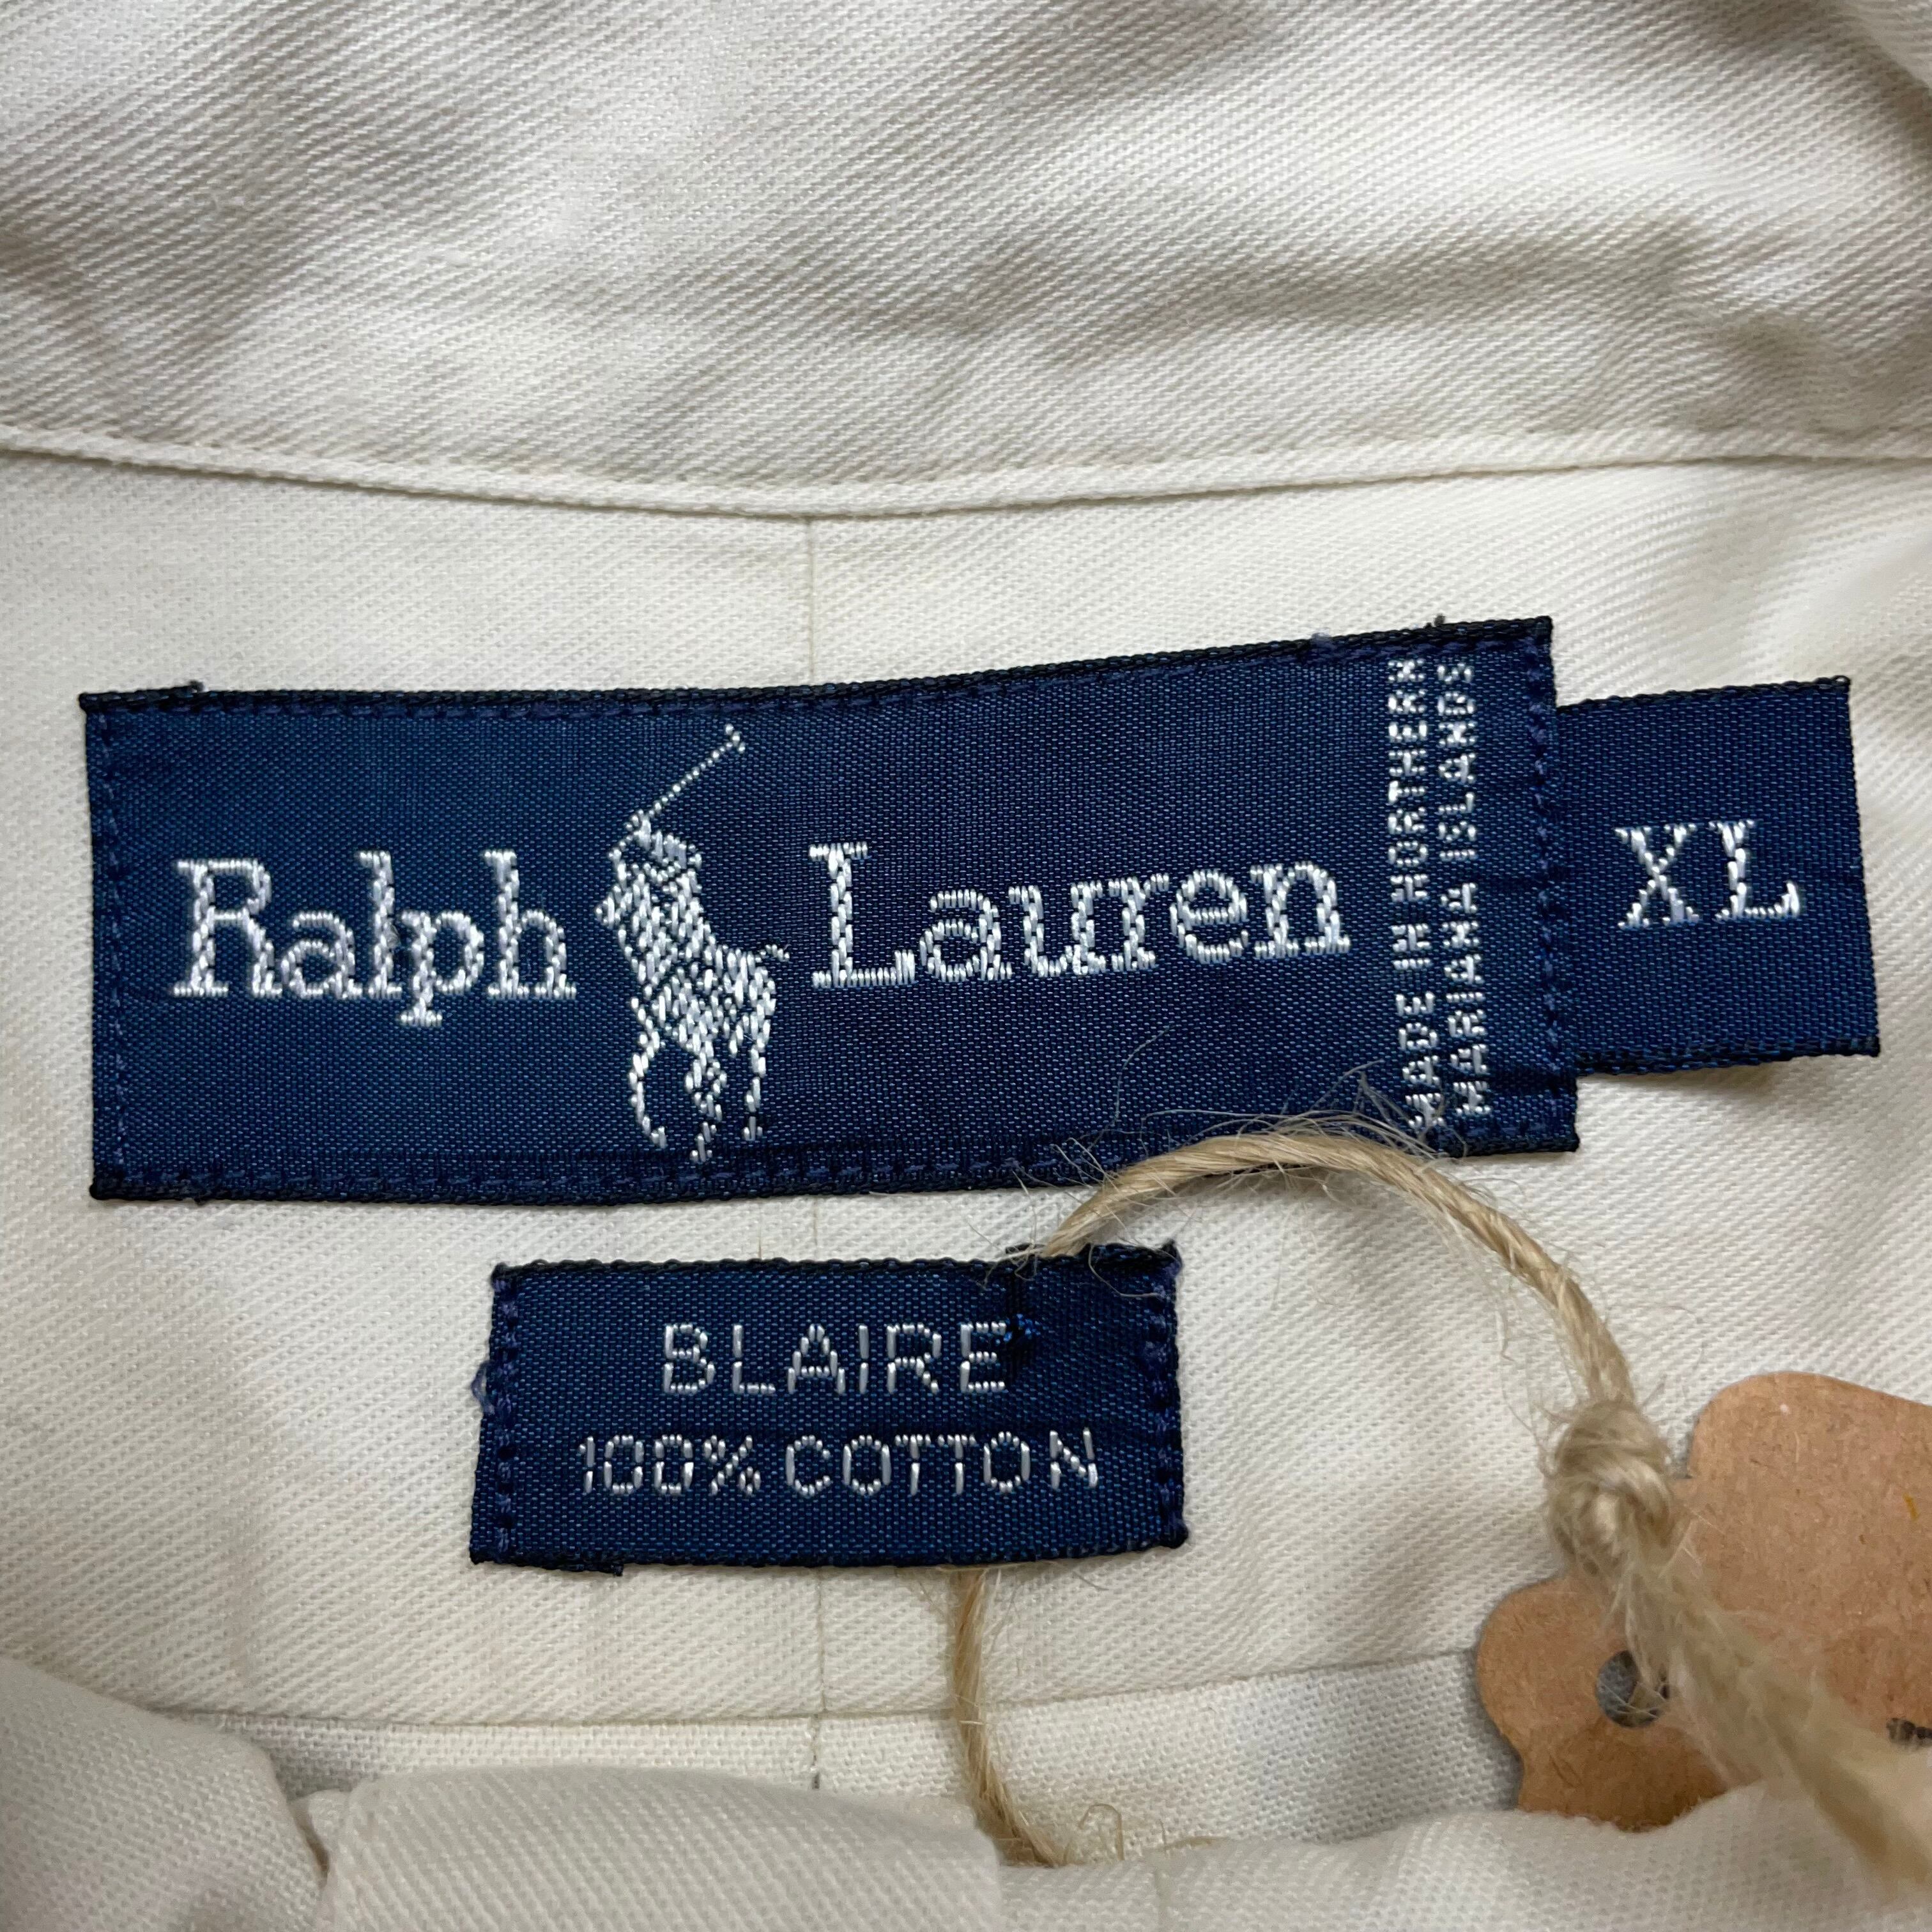 Ralph Lauren
MADE IN NORTHERN
MARIANA ISLANDS
XL
BLAIRE
100% COTTON